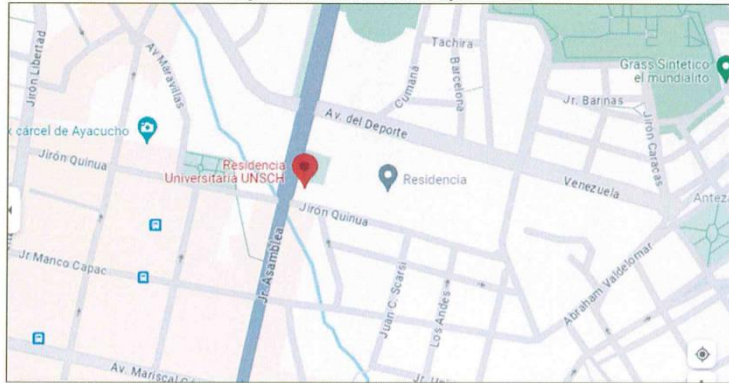 Jirón Libertad
Av Maravillas
cárcel de Ayacucho
Jirón Quinua
Jr Manco Capac
Av. Mariscal
Jr. Asamblea
Residencia
Universitaria UNSCH
Jirón Quinua
Residencia
Av. del Deporte
Cumaná
Tachira
Barcelona
Grass Sintetico
el mundialito
Jr. Barinas
Jirón Caracas
Venezuela
Abraham Valdelomar
Juan C. Scarsi
Los Andes